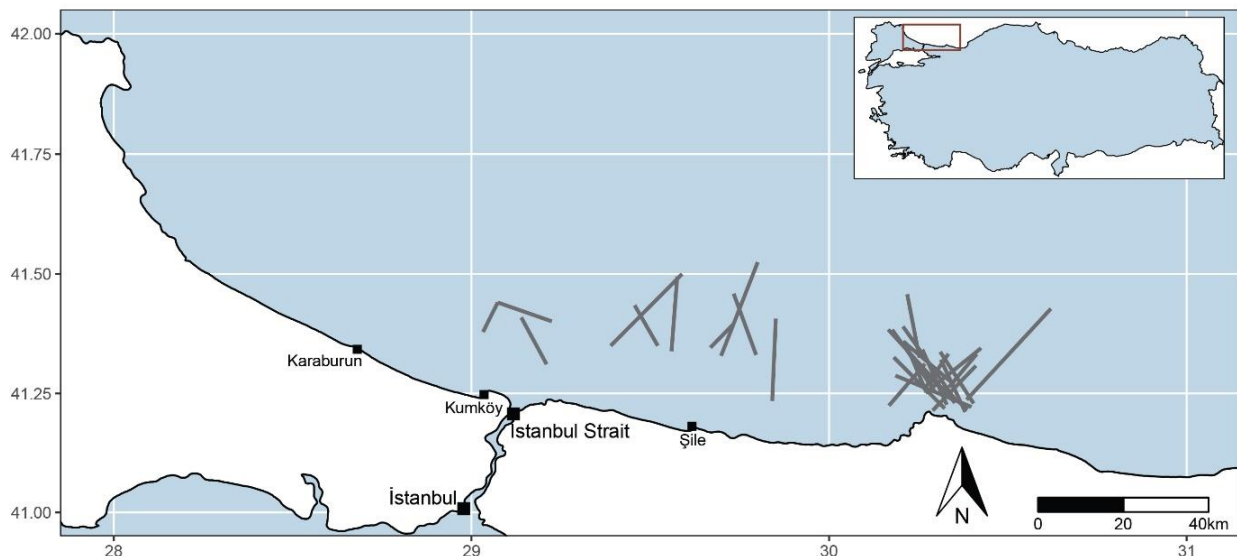 42.00
41.75
41.50
41.25
41.00
Karaburun
Kumköy
İstanbul Strait
Şile
İstanbul
N
0 20 40km
28 29 30 31